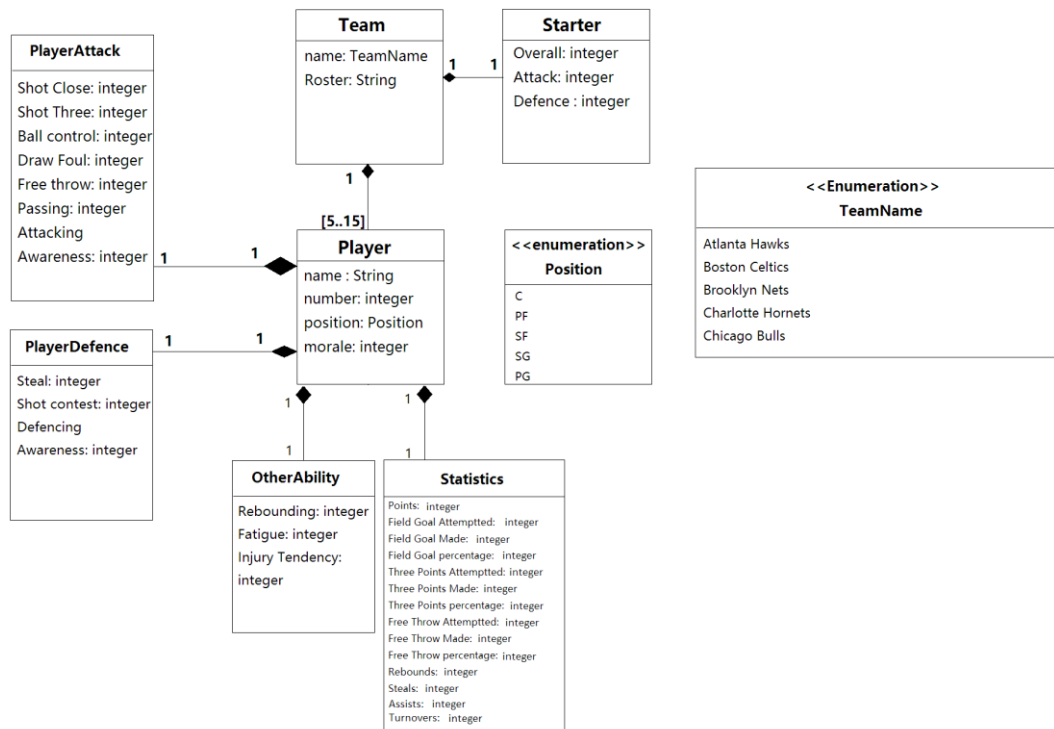 Team
name: TeamName
Roster: String
1
1
Starter
Overall: integer
Attack: integer
Defence : integer
PlayerAttack
Shot Close: integer
Shot Three: integer
Ball control: integer
Draw Foul: integer
Free throw: integer
Passing: integer
Attacking
Awareness: integer
1
[5..15]
1
1
Player
name : String
number: integer
position: Position
morale: integer
<<enumeration>>
Position
C
PF
SF
SG
PG
<<Enumeration>>
TeamName
Atlanta Hawks
Boston Celtics
Brooklyn Nets
Charlotte Hornets
Chicago Bulls
PlayerDefence
Steal: integer
Shot contest: integer
Defencing
Awareness: integer
1
1
1
1
1
1
OtherAbility
Rebounding: integer
Fatigue: integer
Injury Tendency:
integer
Statistics
Points: integer
Field Goal Attemptted: integer
Field Goal Made: integer
Field Goal percentage: integer
Three Points Attemptted: integer
Three Points Made: integer
Three Points percentage: integer
Free Throw Attemptted: integer
Free Throw Made: integer
Free Throw percentage: integer
Rebounds: integer
Steals: integer
Assists: integer
Turnovers: integer